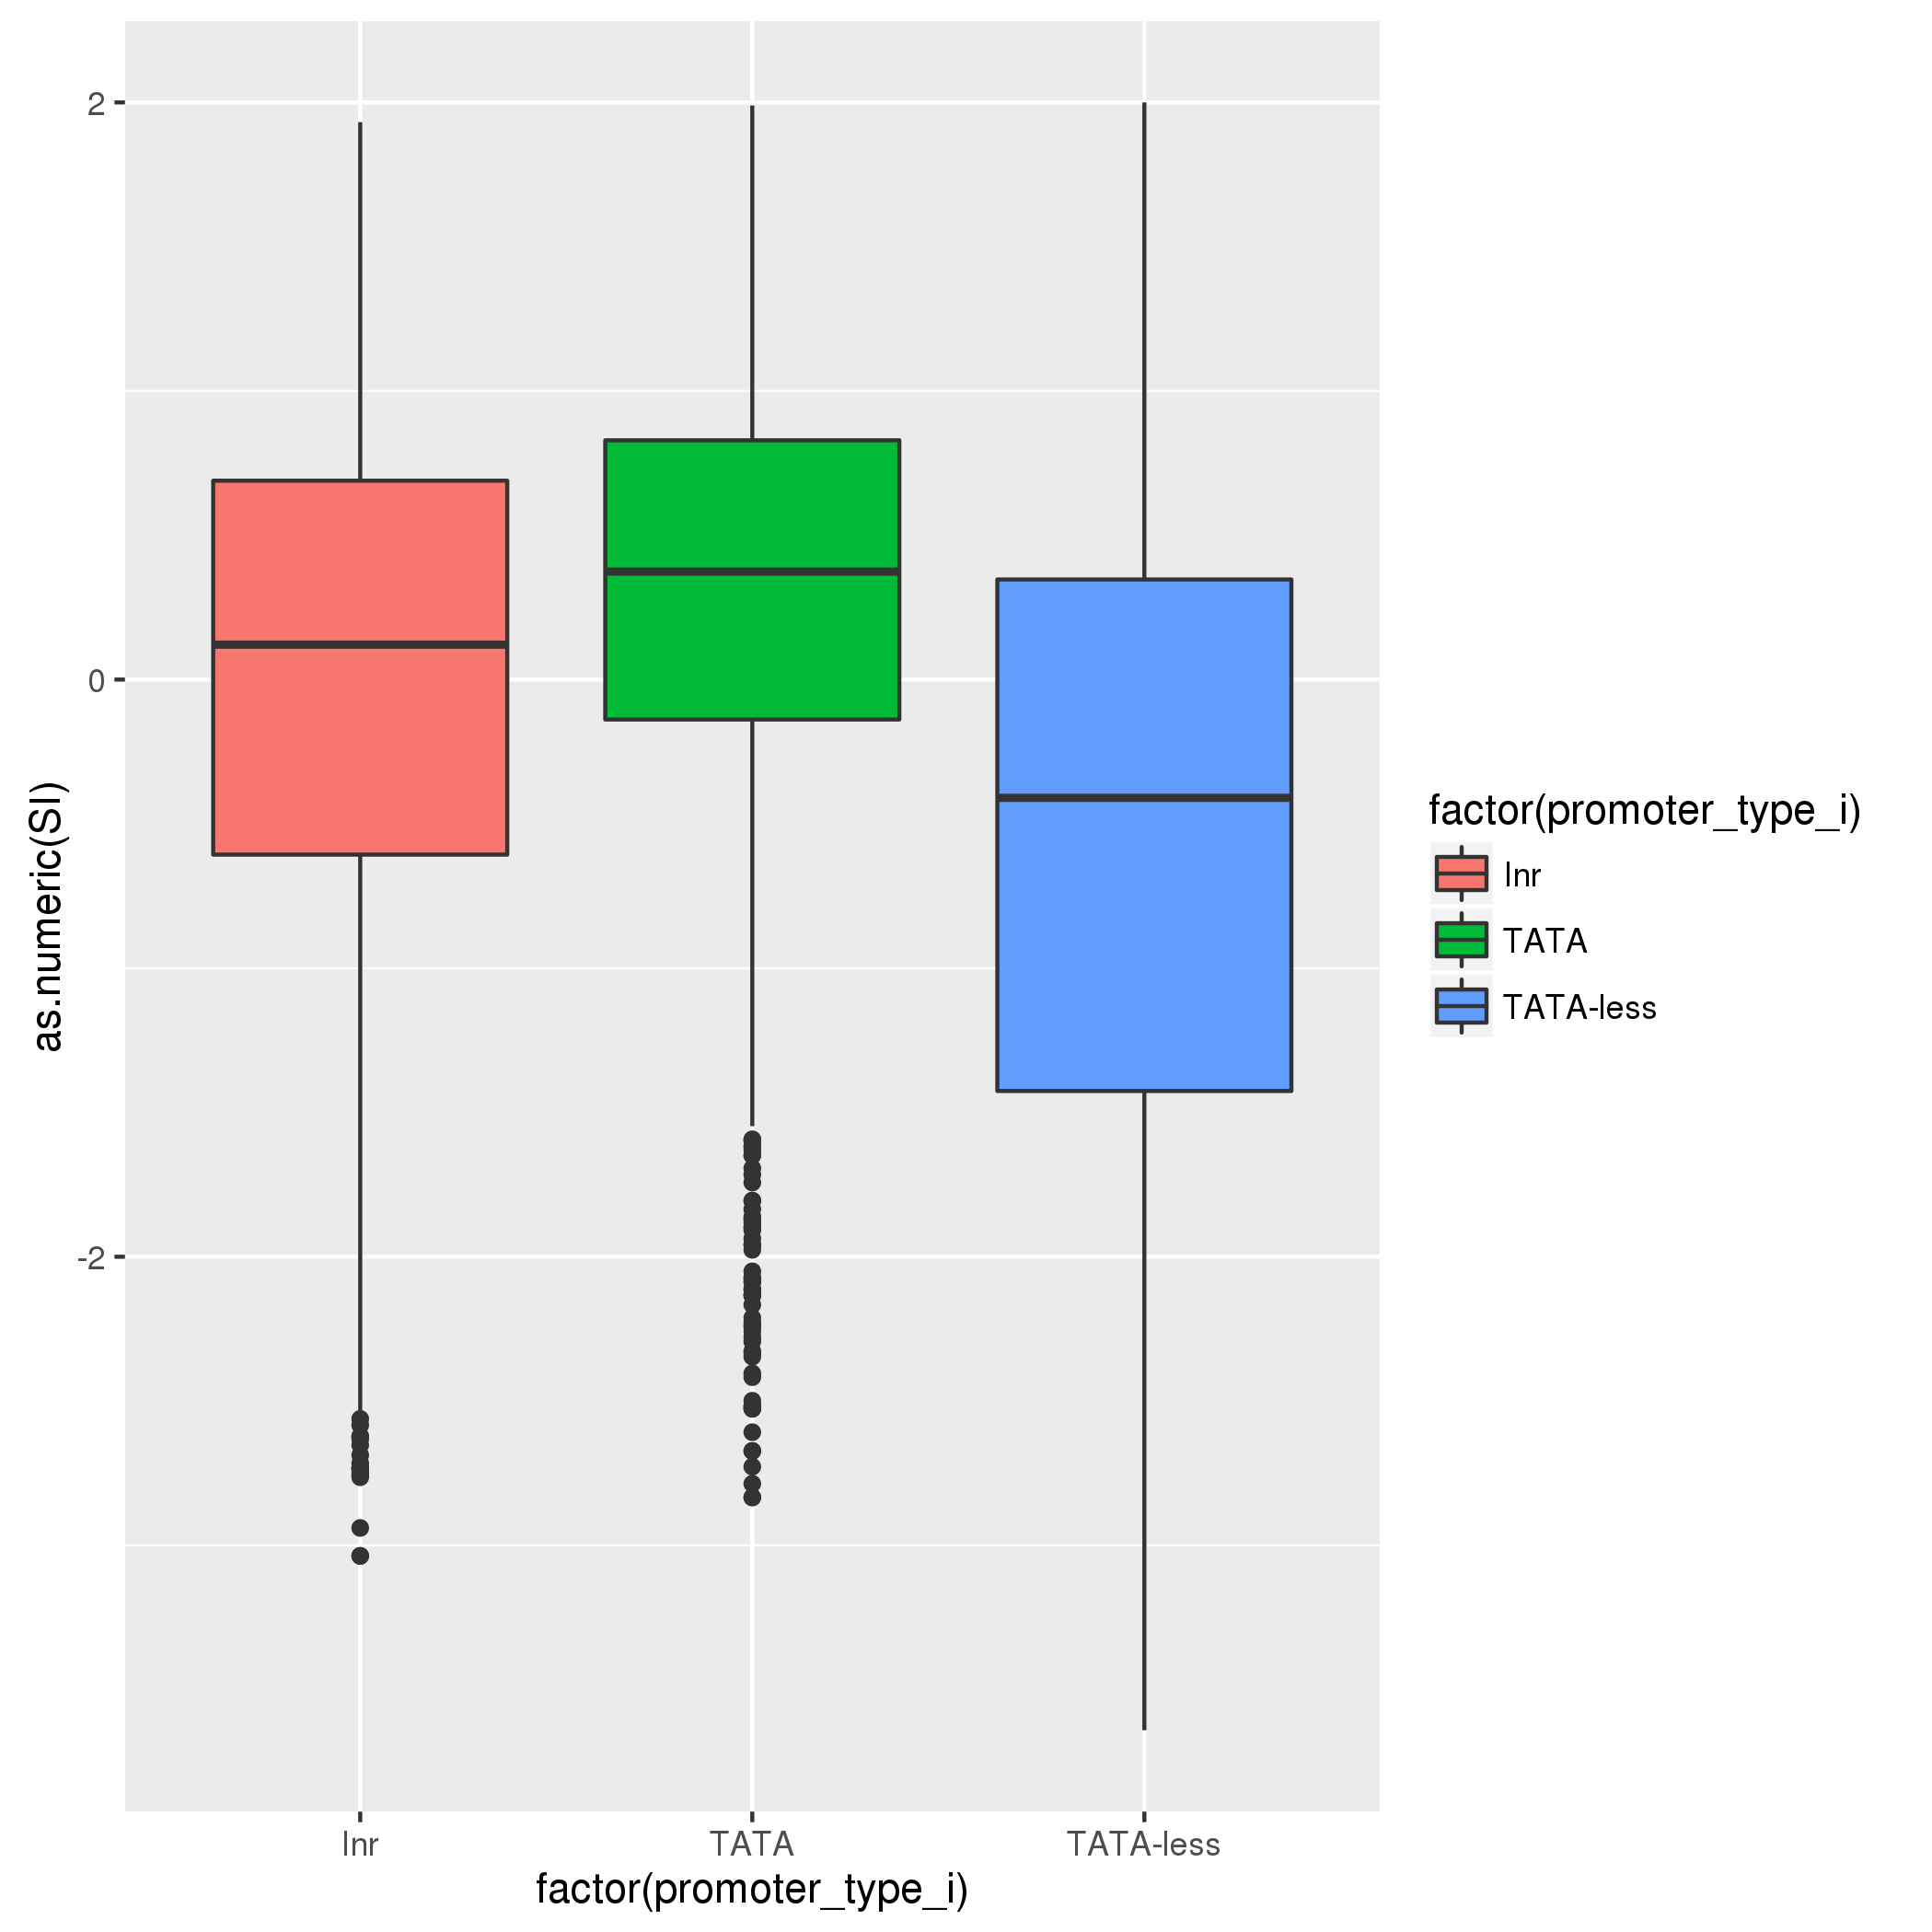 2
0
-2
as.numeric(SI)
Inr
TATA
TATA-less
factor(promoter_type_i)
factor(promoter_type_i)
Inr
TATA
TATA-less